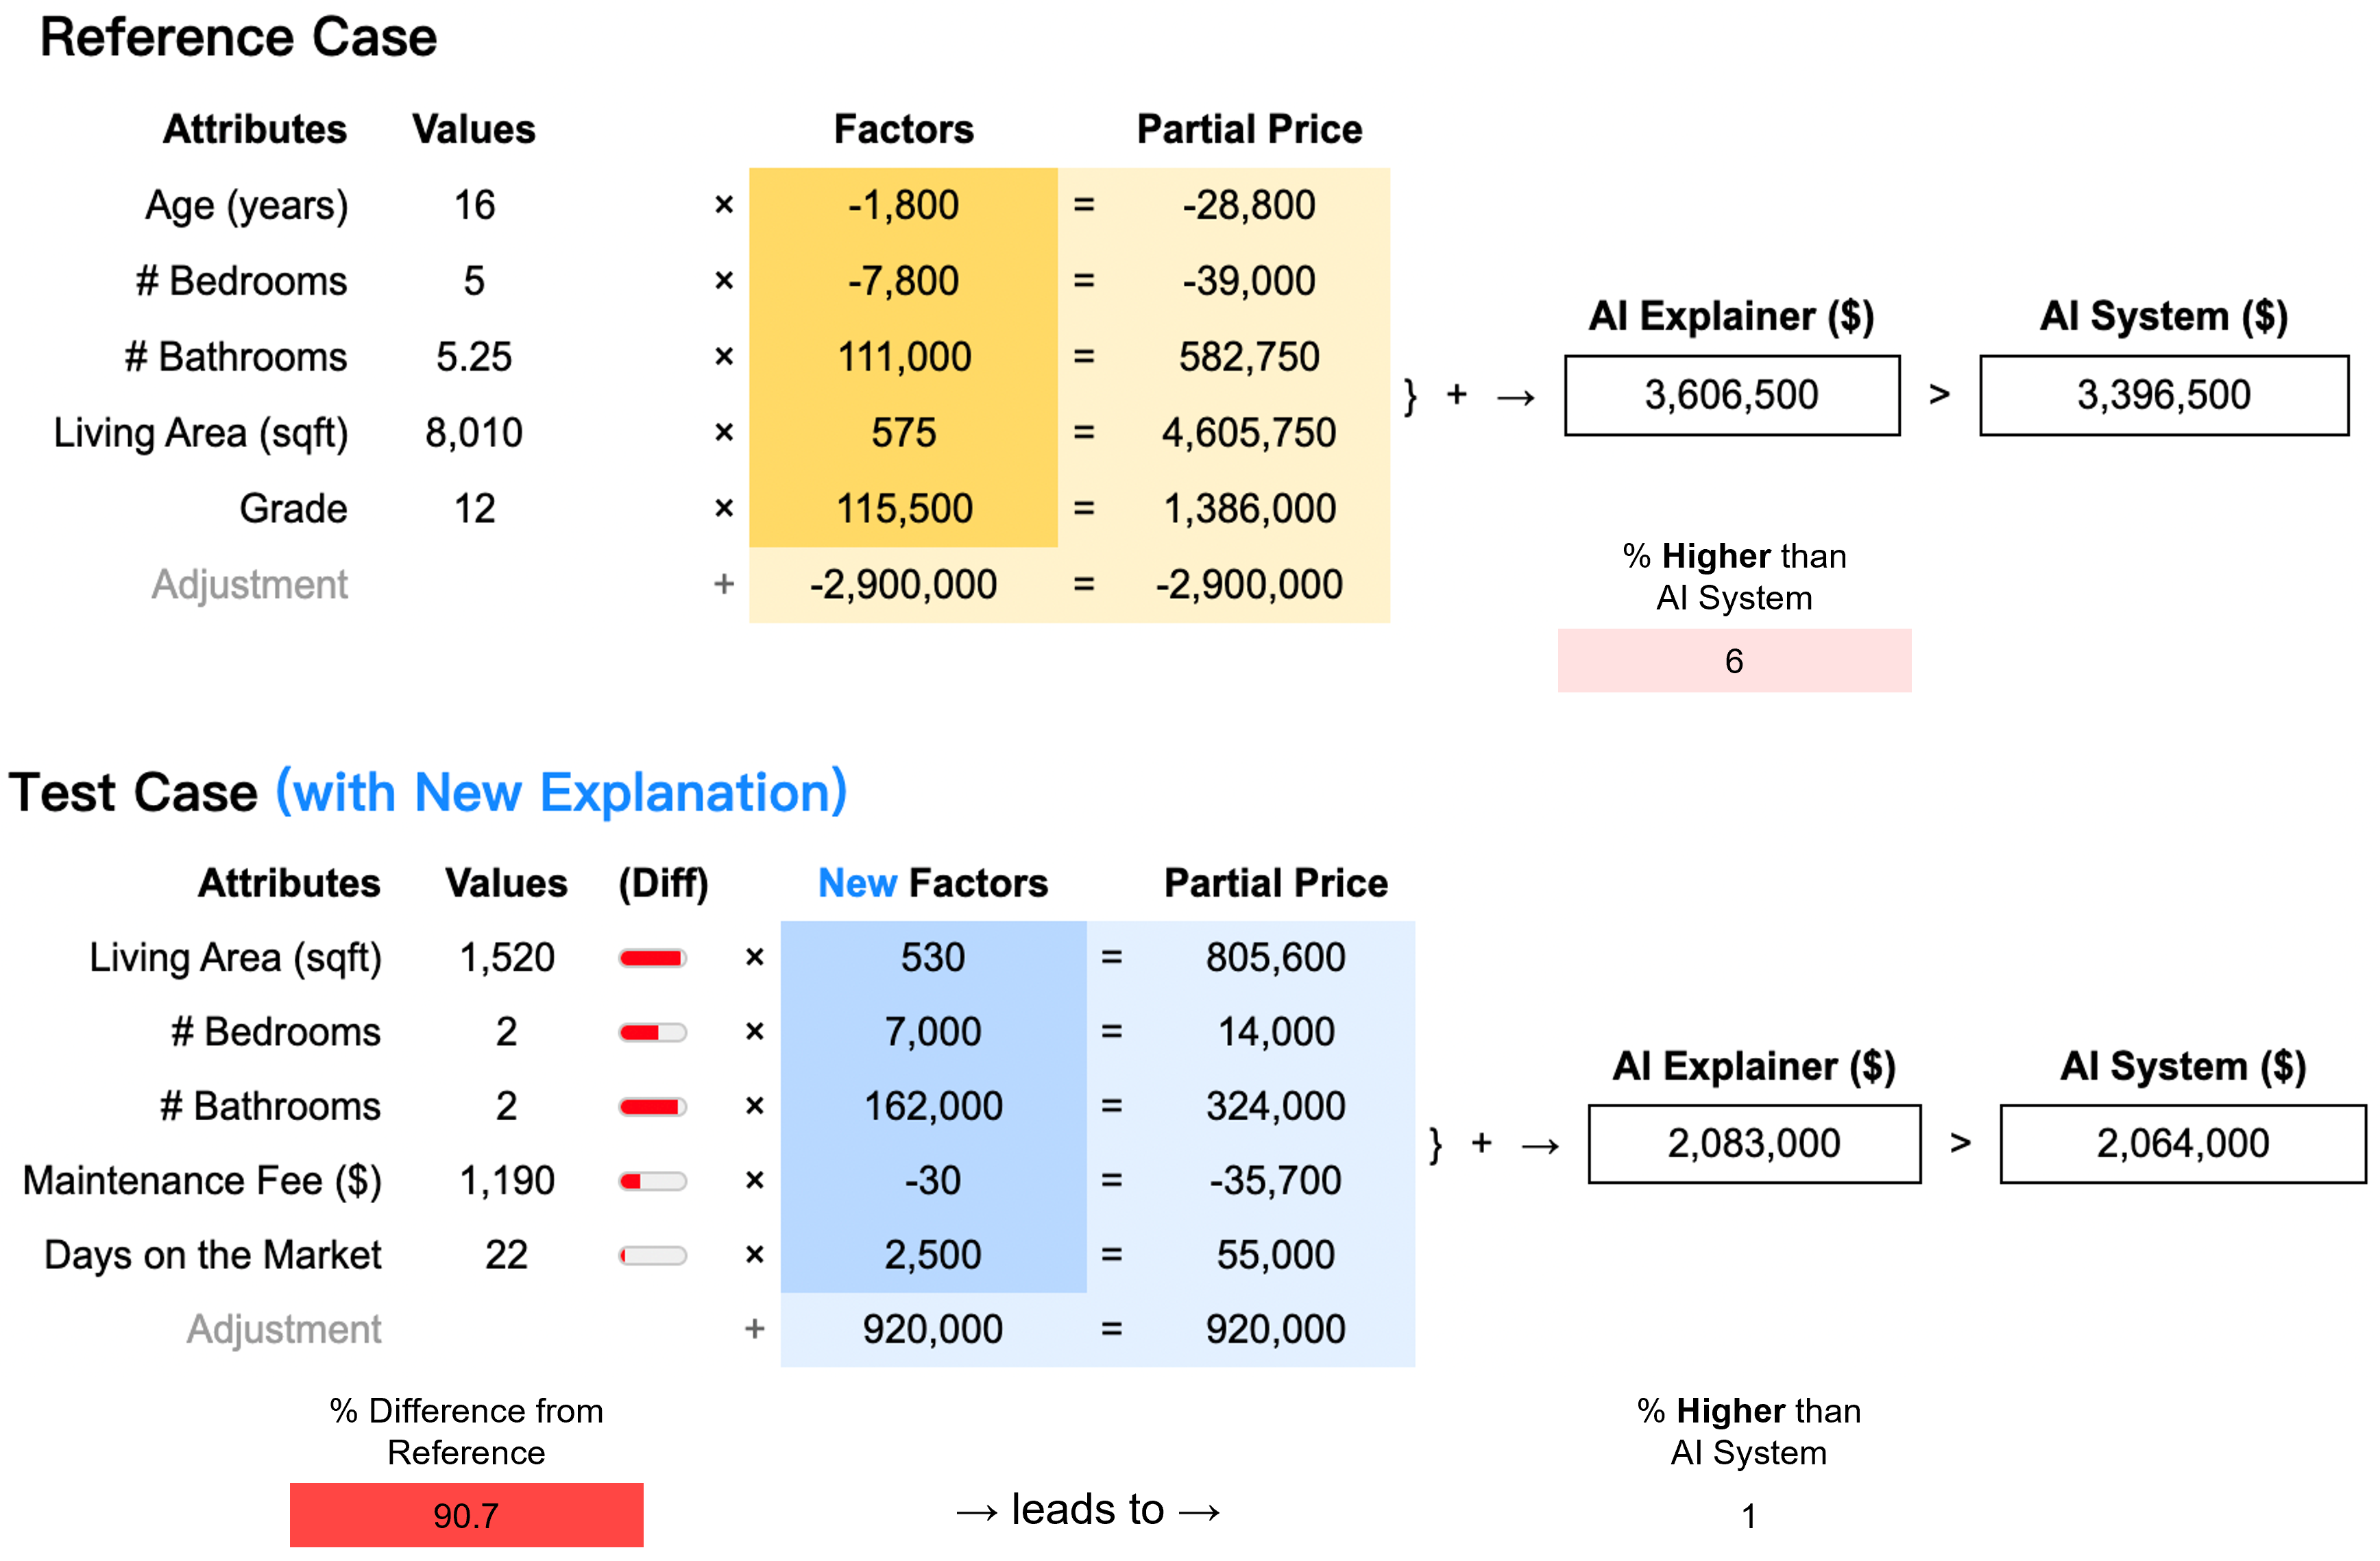 Reference Case
Attributes Values Factors Partial Price
Age (years) 16 × -1,800 = -28,800
# Bedrooms 5 × -7,800 = -39,000
# Bathrooms 5.25 × 111,000 = 582,750
Living Area (sqft) 8,010 × 575 = 4,605,750
Grade 12 × 115,500 = 1,386,000
Adjustment + -2,900,000 = -2,900,000
} + →
AI Explainer ($) AI System ($)
3,606,500 > 3,396,500
% Higher than
AI System
6
Test Case (with New Explanation)
Attributes Values (Diff) New Factors Partial Price
Living Area (sqft) 1,520 × 530 = 805,600
# Bedrooms 2 × 7,000 = 14,000
# Bathrooms 2 × 162,000 = 324,000
Maintenance Fee ($) 1,190 × -30 = -35,700
Days on the Market 22 × 2,500 = 55,000
Adjustment + 920,000 = 920,000
} + →
AI Explainer ($) AI System ($)
2,083,000 > 2,064,000
% Difference from
Reference
90.7
→ leads to →
% Higher than
AI System
1